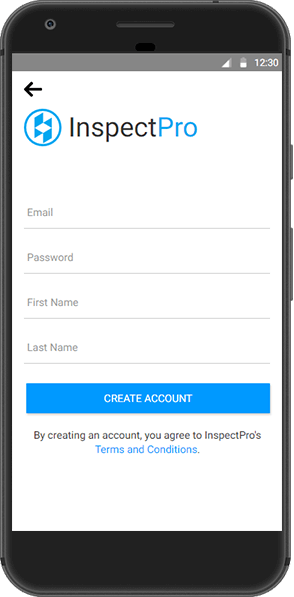 12:30
InspectPro
Email
Password
First Name
Last Name
CREATE ACCOUNT
By creating an account, you agree to InspectPro's
Terms and Conditions.